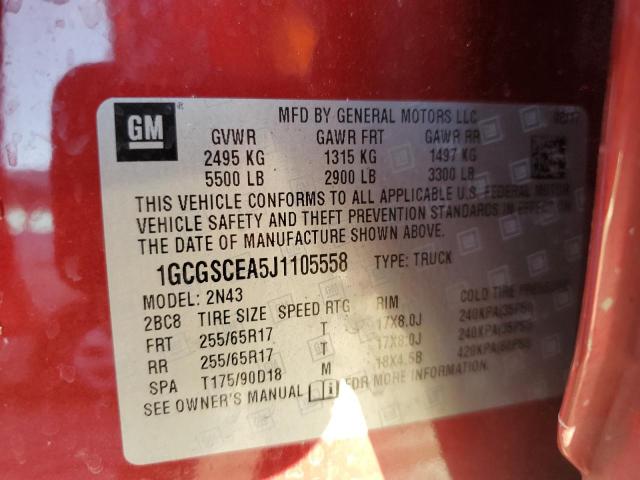 GM
MFD BY GENERAL MOTORS LLC
GVWR GAWR FRT GAWR RR
2495 KG 1315 KG 1497 KG
5500 LB 2900 LB 3300 LB
THIS VEHICLE CONFORMS TO ALL APPLICABLE U.S. FEDERAL MOTOR
VEHICLE SAFETY AND THEFT PREVENTION STANDARDS IN EFFECT ON
THE DATE OF MANUFACTURE SHOWN ABOVE.
1GCGSCEA5J1105558 TYPE: TRUCK
MODEL: 2N43
2BC8 TIRE SIZE SPEED RTG RIM COLD TIRE PRESSURE
FRT 255/65R17 T 17X8.0J 240KPA(35PSI)
RR 255/65R17 T 17X8.0J 240KPA(35PSI)
SPA T175/90D18 M 18X4.5B 420KPA(60PSI)
SEE OWNER'S MANUAL